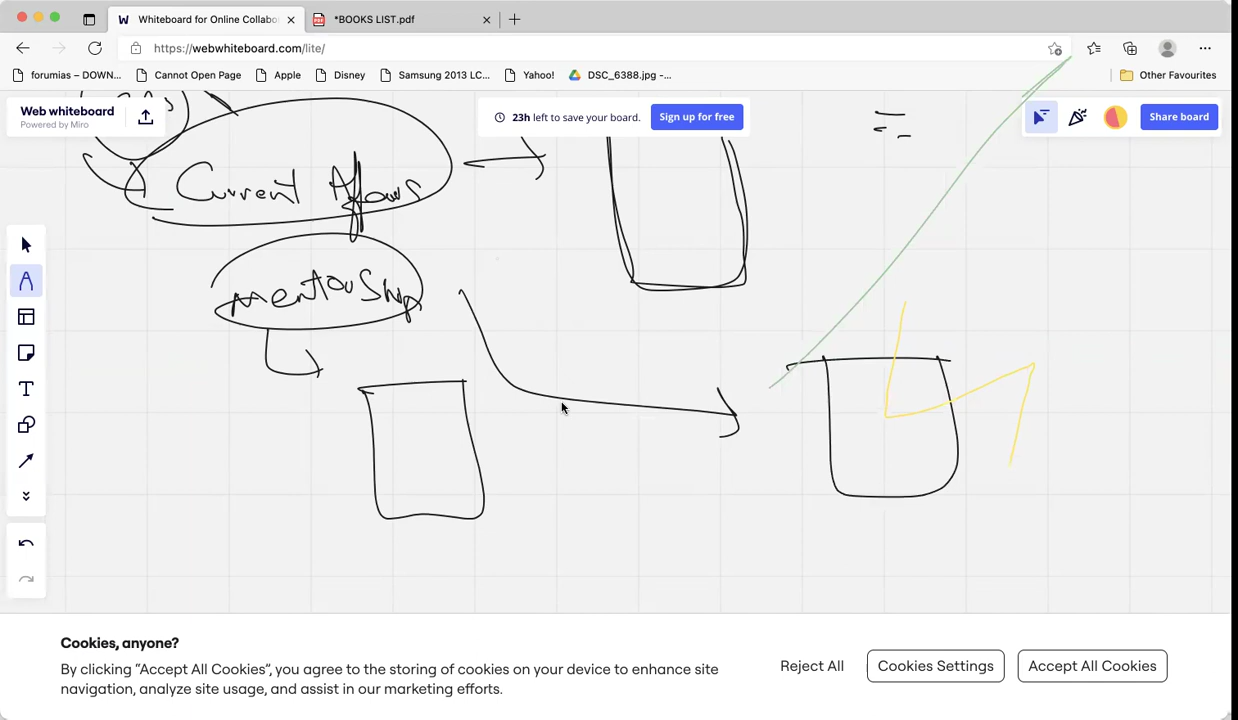 Whiteboard for Online Collabo
*BOOKS LIST.pdf
https://webwhiteboard.com/lite/
forumias – DOWN...
Cannot Open Page
Apple
Disney
Samsung 2013 LC...
Yahoo!
DSC_6388.jpg -...
Other Favourites
Web whiteboard
Powered by Miro
23h left to save your board.
Sign up for free
Share board
Current Affairs
mentorship
T
Cookies, anyone?
By clicking “Accept All Cookies”, you agree to the storing of cookies on your device to enhance site
navigation, analyze site usage, and assist in our marketing efforts.
Reject All
Cookies Settings
Accept All Cookies